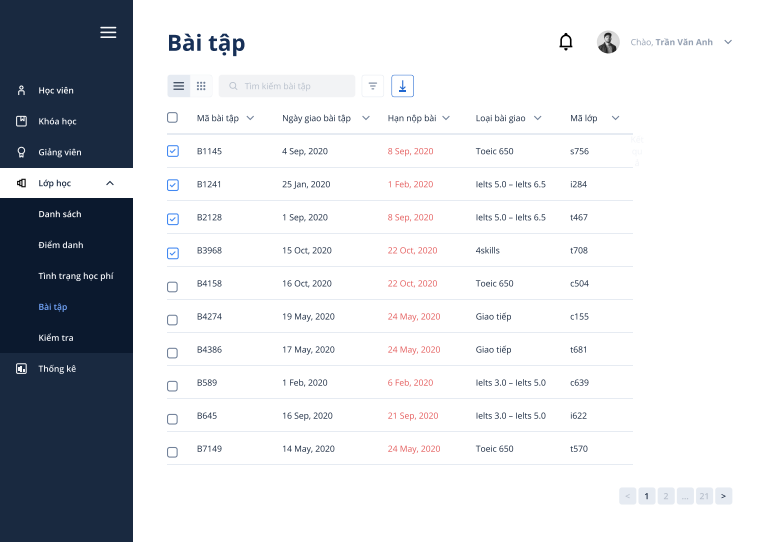 Bài tập
Chào, Trần Vân Anh
Học viên
Khóa học
Giảng viên
Lớp học
Danh sách
Điểm danh
Tình trạng học phí
Bài tập
Kiểm tra
Thống kê
Tìm kiếm bài tập
Mã bài tập Ngày giao bài tập Hạn nộp bài Loại bài giao Mã lớp
B1145 4 Sep, 2020 8 Sep, 2020 Toeic 650 s756
B1241 25 Jan, 2020 1 Feb, 2020 Ielts 5.0 – Ielts 6.5 i284
B2128 1 Sep, 2020 8 Sep, 2020 Ielts 5.0 – Ielts 6.5 t467
B3968 15 Oct, 2020 22 Oct, 2020 4skills t708
B4158 16 Oct, 2020 22 Oct, 2020 Toeic 650 c504
B4274 19 May, 2020 24 May, 2020 Giao tiếp c155
B4386 17 May, 2020 24 May, 2020 Giao tiếp t681
B589 1 Feb, 2020 6 Feb, 2020 Ielts 3.0 – Ielts 5.0 c639
B645 16 Sep, 2020 21 Sep, 2020 Ielts 3.0 – Ielts 5.0 i622
B7149 14 May, 2020 24 May, 2020 Toeic 650 t570
< 1 2 ... 21 >